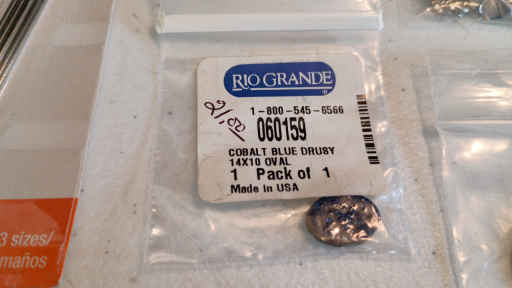 RIO GRANDE
®
1-800-545-6566
21.00
060159
COBALT BLUE DRUSY
14X10 OVAL
1 Pack of 1
Made in USA
3 sizes/
maños